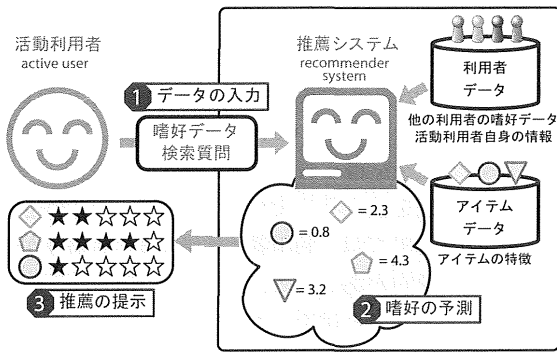 活動利用者
active user
推薦システム
recommender
system
利用者
データ
他の利用者の嗜好データ
活動利用者自身の情報
1 データの入力
嗜好データ
検索質問
アイテム
データ
アイテムの特徴
= 2.3
= 0.8
= 4.3
= 3.2
2 嗜好の予測
★★☆☆☆
★★★★☆
★☆☆☆☆
3 推薦の提示